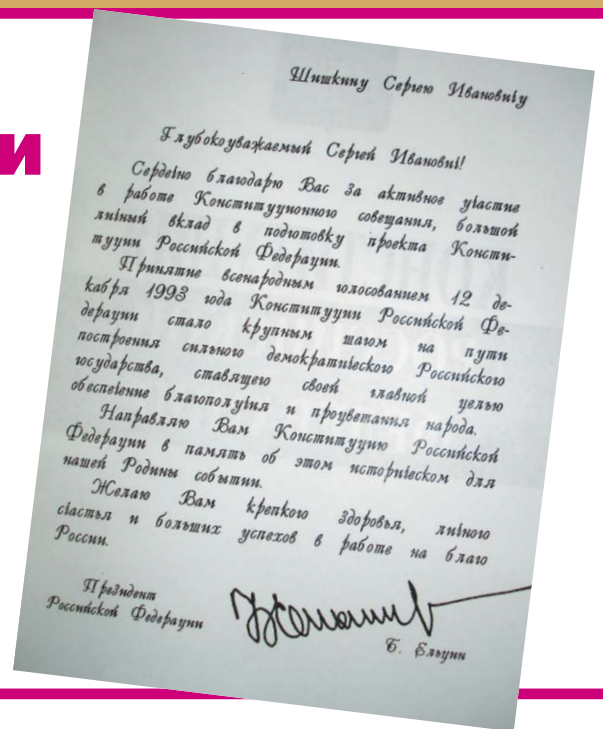 и
Шишкину Сергею Ивановичу
Глубокоуважаемый Сергей Иванович!
Сердечно благодарю Вас за активное участие
в работе Конституционного совещания, большой
личный вклад в подготовку проекта Консти-
туции Российской Федерации.
Принятие всенародным голосованием 12 де-
кабря 1993 года Конституции Российской Фе-
дерации стало крупным шагом на пути
построения сильного демократического Российского
государства, ставящего своей главной целью
обеспечение благополучия и процветания народа.
Направляю Вам Конституцию Российской
Федерации в память об этом историческом для
нашей Родины событии.
Желаю Вам крепкого здоровья, личного
счастья и больших успехов в работе на благо
России.
Президент
Российской Федерации
Б. Ельцин